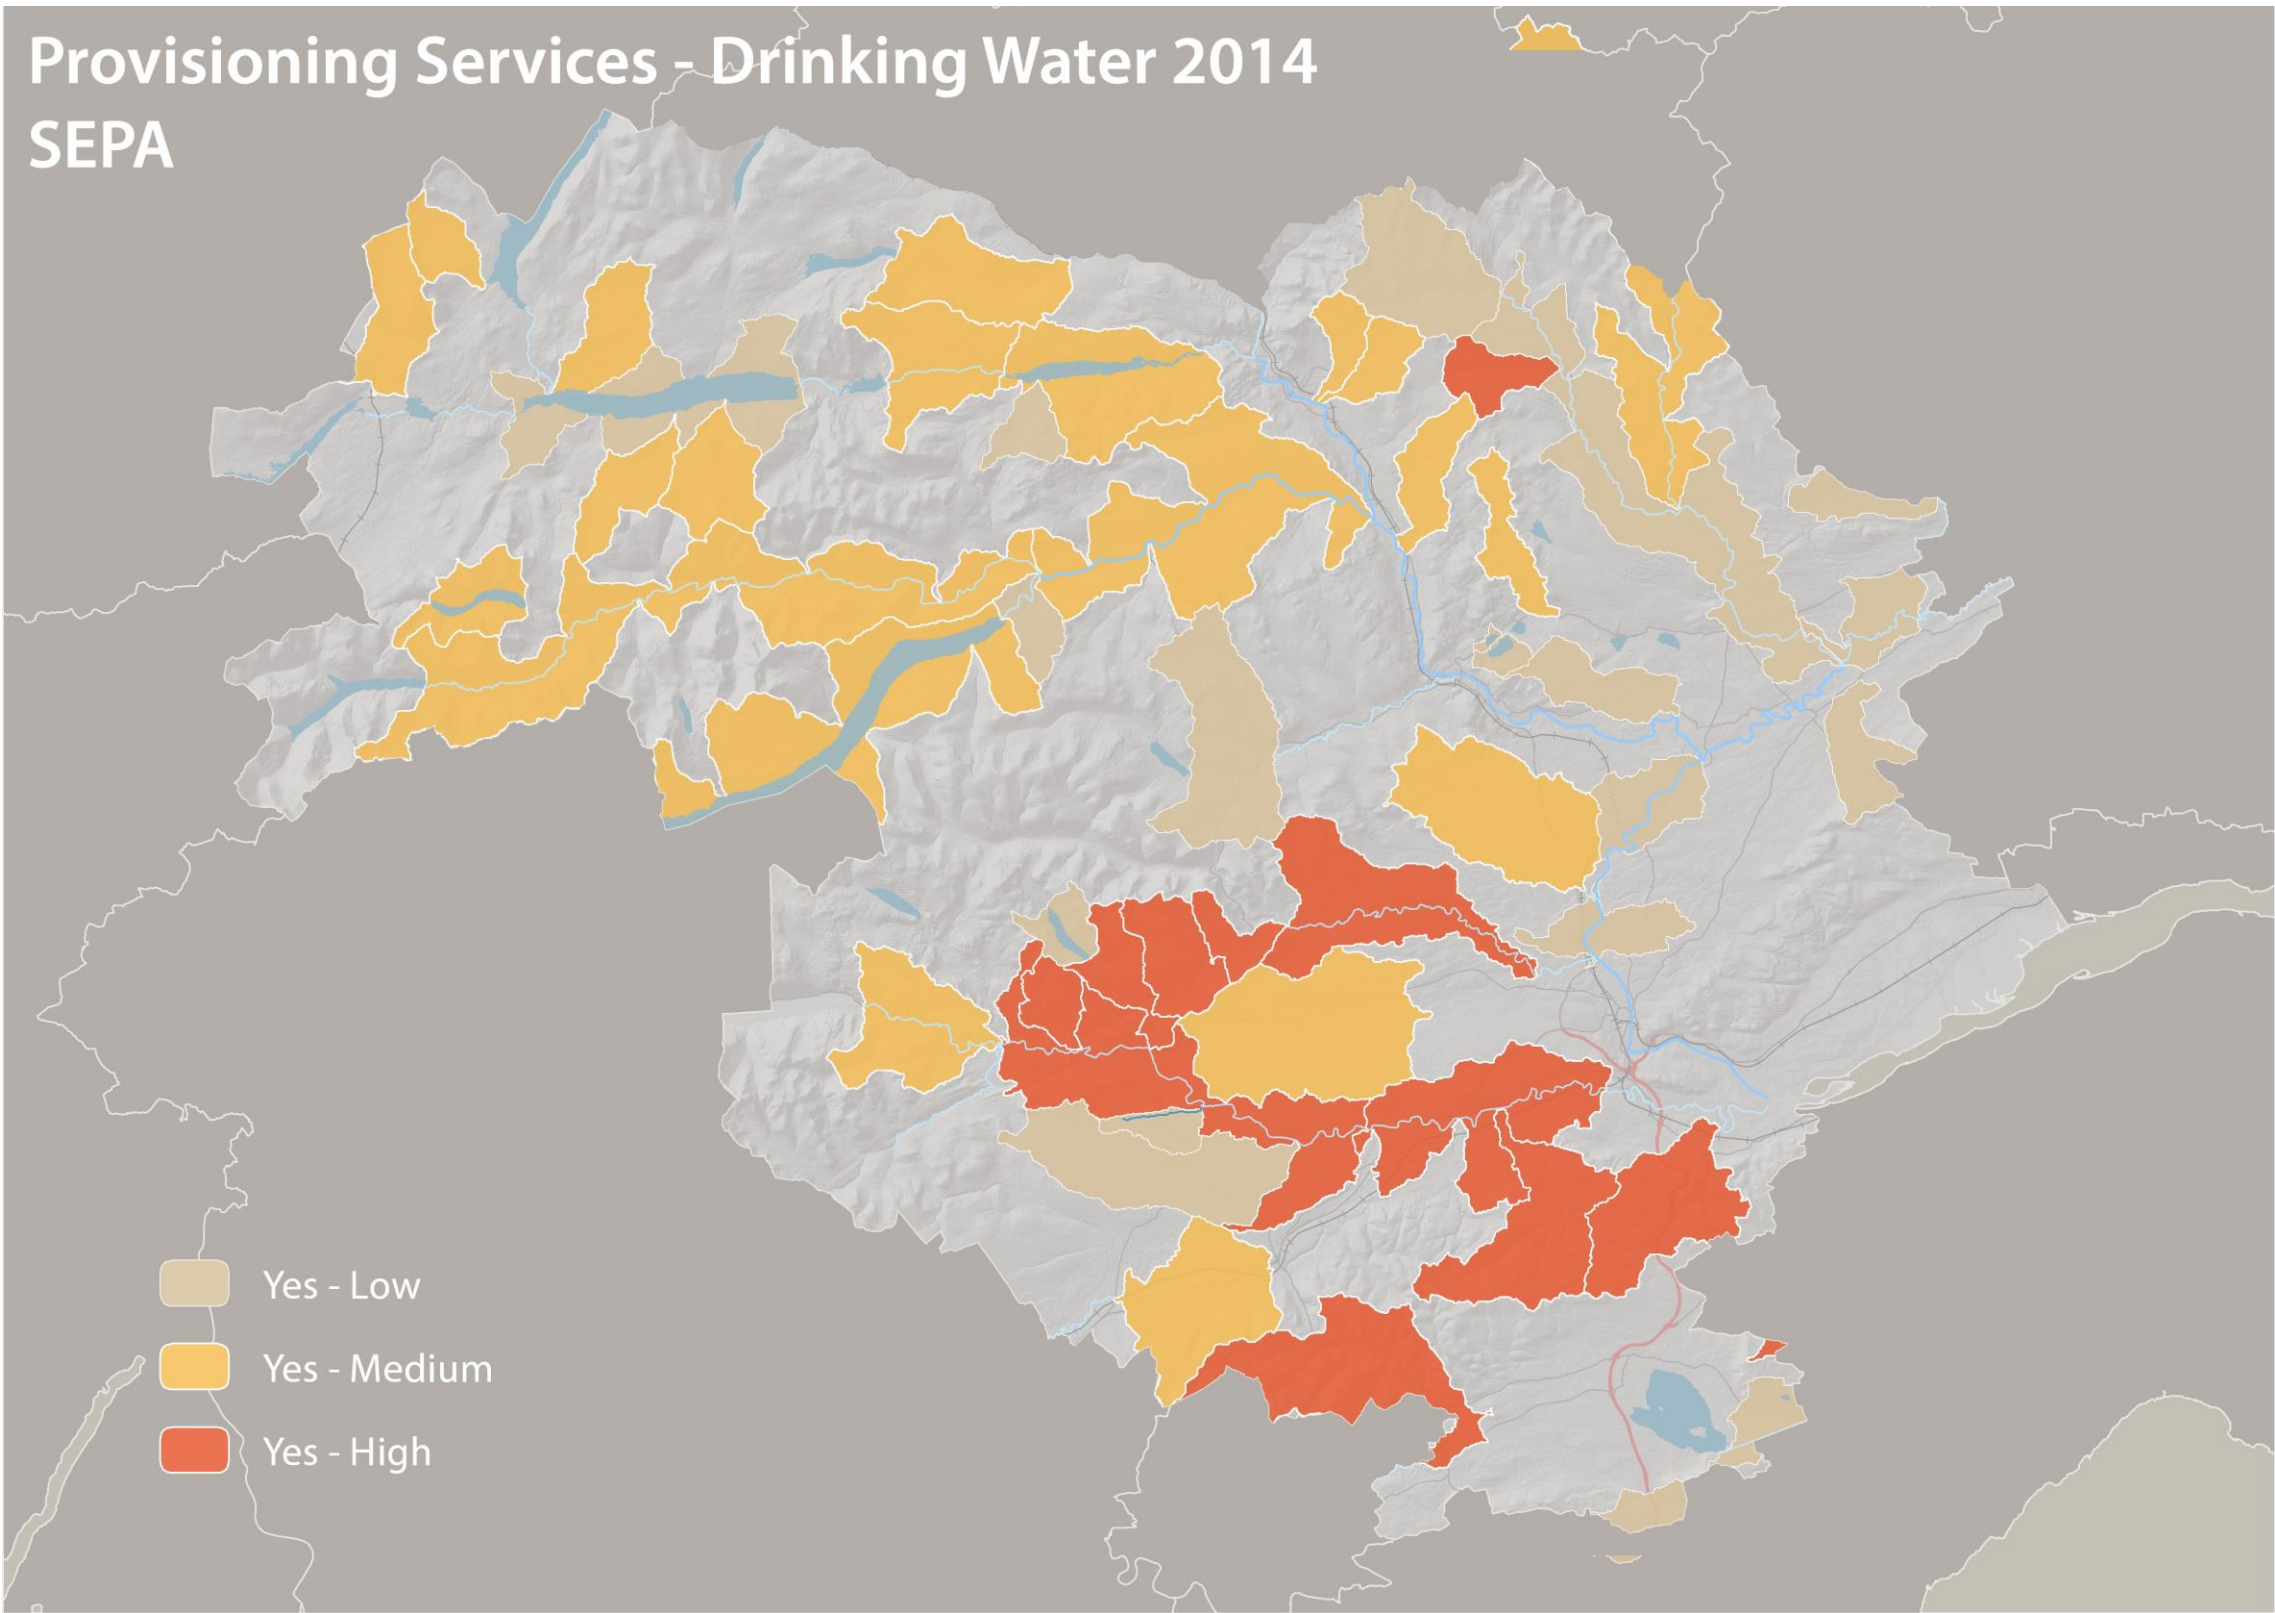 Provisioning Services - Drinking Water 2014
SEPA
Yes - Low
Yes - Medium
Yes - High